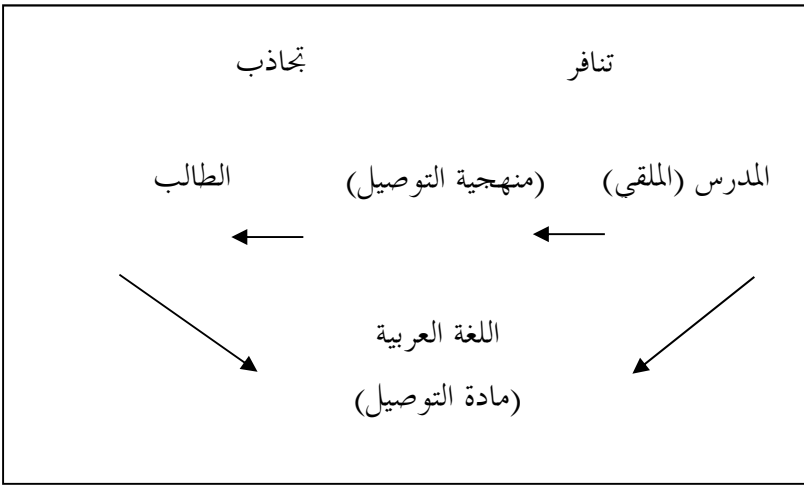 تنافر تجاذب
المدرس (الملقي) (منهجية التوصيل) الطالب
اللغة العربية
(مادة التوصيل)